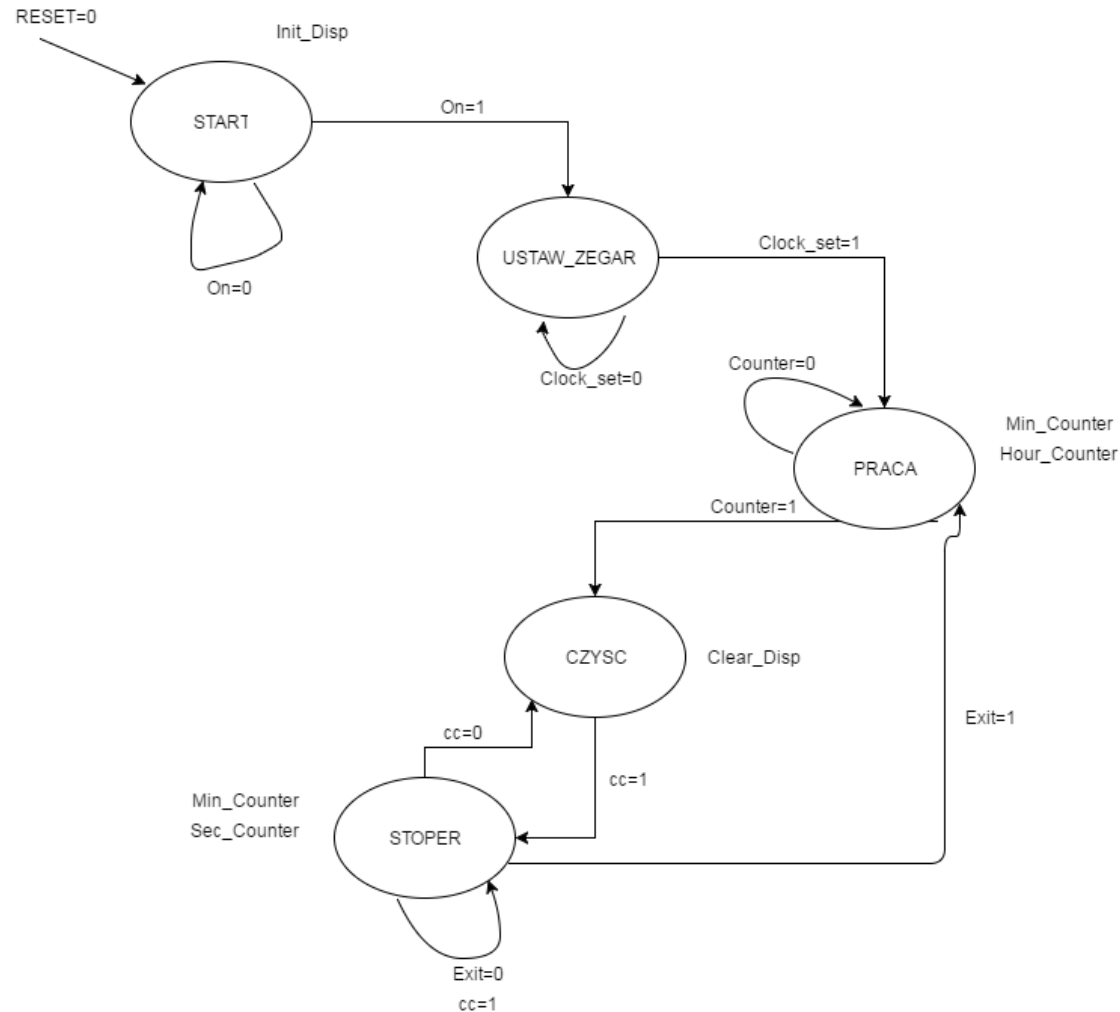 RESET=0
Init_Disp
START
On=1
On=0
USTAW_ZEGAR
Clock_set=1
Clock_set=0
Counter=0
Min_Counter
Hour_Counter
PRACA
Counter=1
CZYSC
Clear_Disp
Exit=1
cc=0
cc=1
Min_Counter
Sec_Counter
STOPER
Exit=0
cc=1